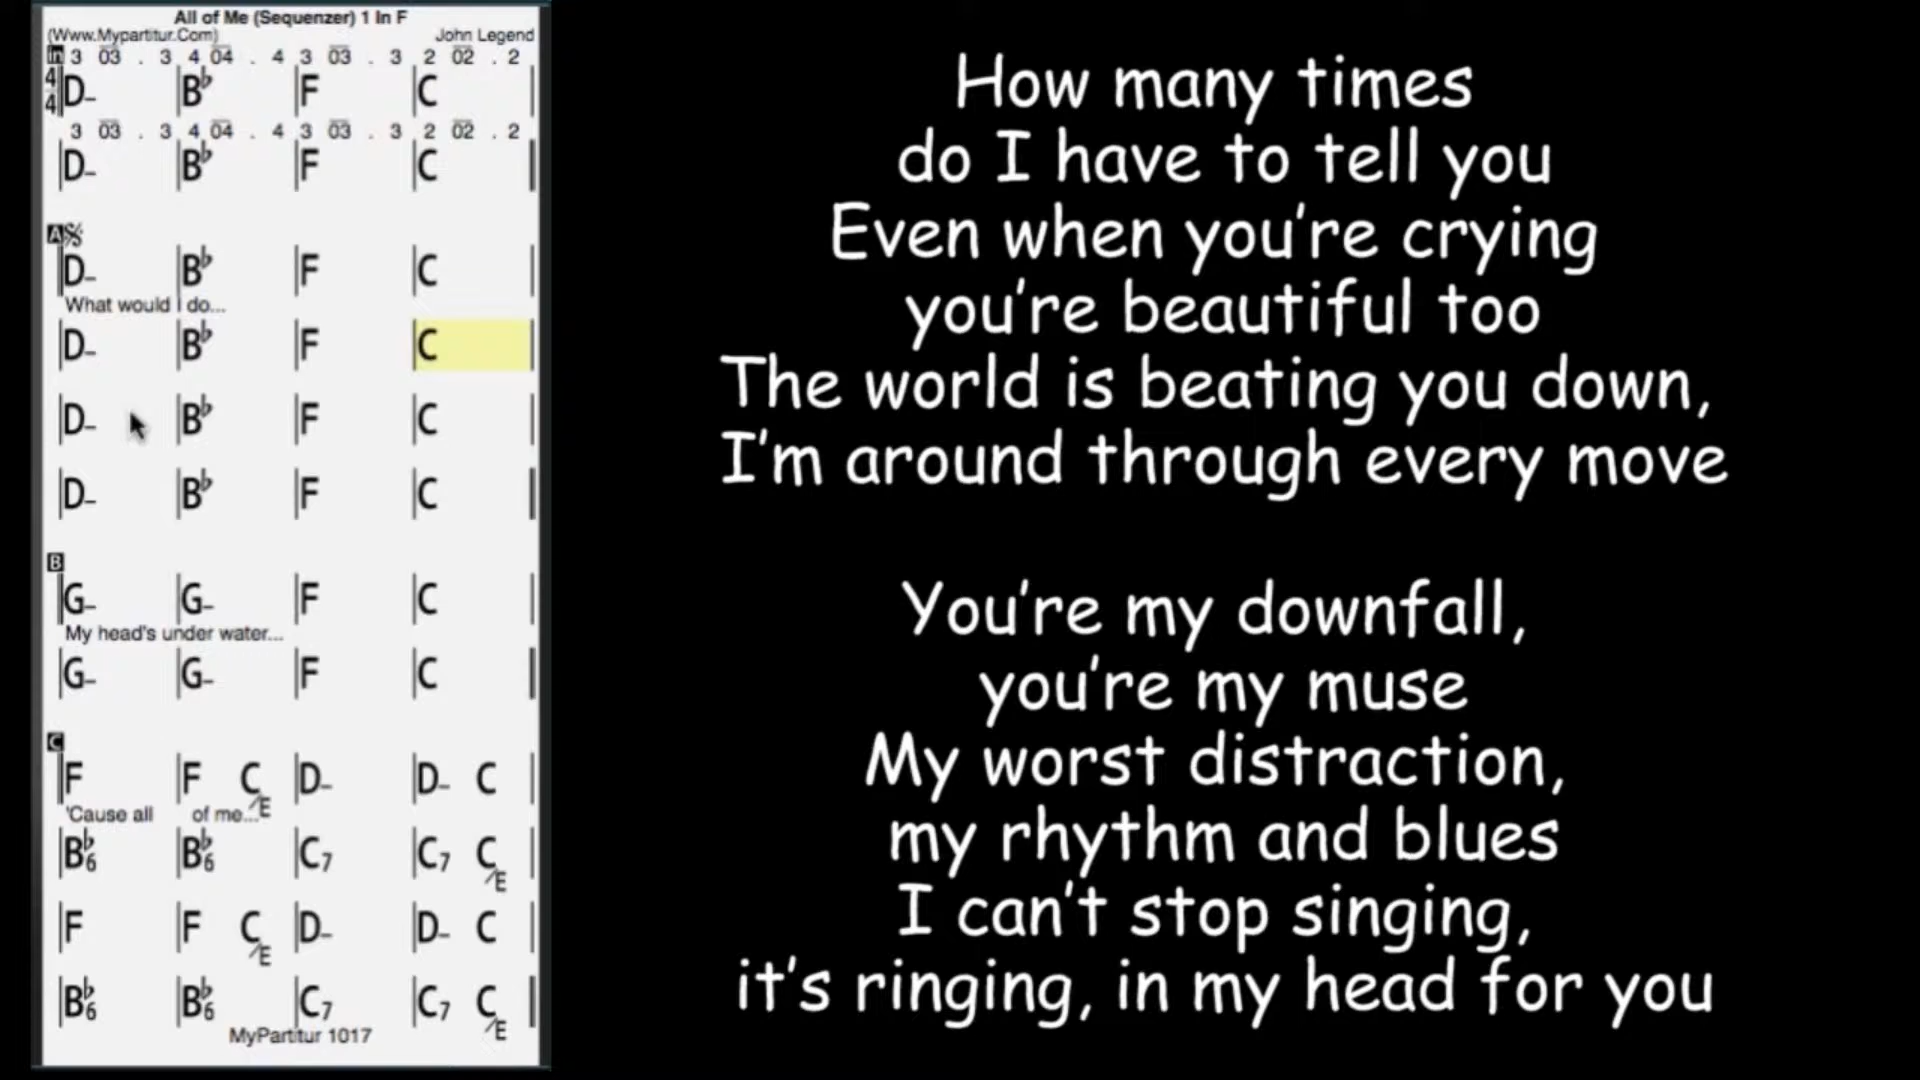 All of Me (Sequenzer) 1 In F
(Www.Mypartitur.Com) John Legend
in 3 03 . 3 4 04 . 4 3 03 . 3 2 02 . 2
4/4 D- B♭ F C
3 03 . 3 4 04 . 4 3 03 . 3 2 02 . 2
D- B♭ F C
A
D- B♭ F C
What would I do...
D- B♭ F C
D- B♭ F C
D- B♭ F C
B
G- G- F C
My head's under water...
G- G- F C
C
F F C/E D- D- C
'Cause all of me...
B♭6 B♭6 C7 C7 C/E
F F C/E D- D- C
B♭6 B♭6 C7 C7 C/E
MyPartitur 1017
How many times
do I have to tell you
Even when you're crying
you're beautiful too
The world is beating you down,
I'm around through every move
You're my downfall,
you're my muse
My worst distraction,
my rhythm and blues
I can't stop singing,
it's ringing, in my head for you